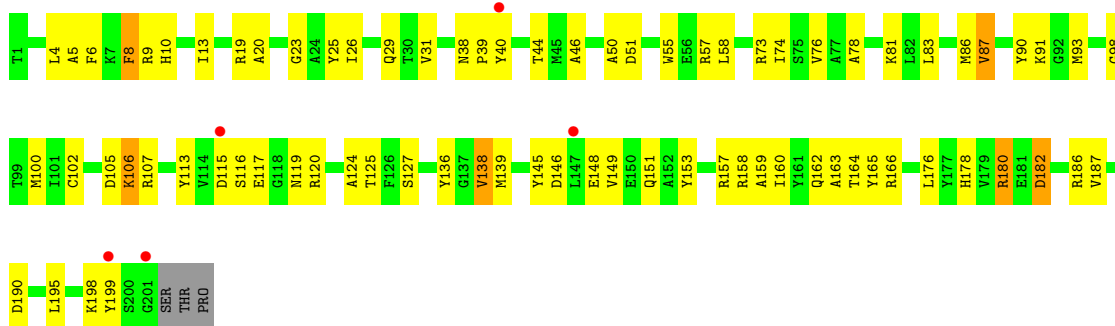 T1 L4 A5 F6 K7 F8 R9 H10 I13 R19 A20 G23 A24 Y25 I26 Q29 T30 V31 N38 P39 Y40 T44 M45 A46 A50 D51 W55 E56 R57 L58 R73 I74 S75 V76 A77 A78 K81 L82 L83 M86 V87 Y90 K91 G92 M93 G98
T99 M100 I101 C102 D105 K106 R107 Y113 V114 D115 S116 E117 G118 N119 R120 A124 T125 F126 S127 Y136 G137 V138 M139 Y145 D146 L147 E148 V149 E150 Q151 A152 Y153 R157 R158 A159 I160 Y161 Q162 A163 T164 Y165 R166 L176 Y177 H178 V179 R180 E181 D182 R186 V187
D190 L195 K198 Y199 S200 G201 SER THR PRO